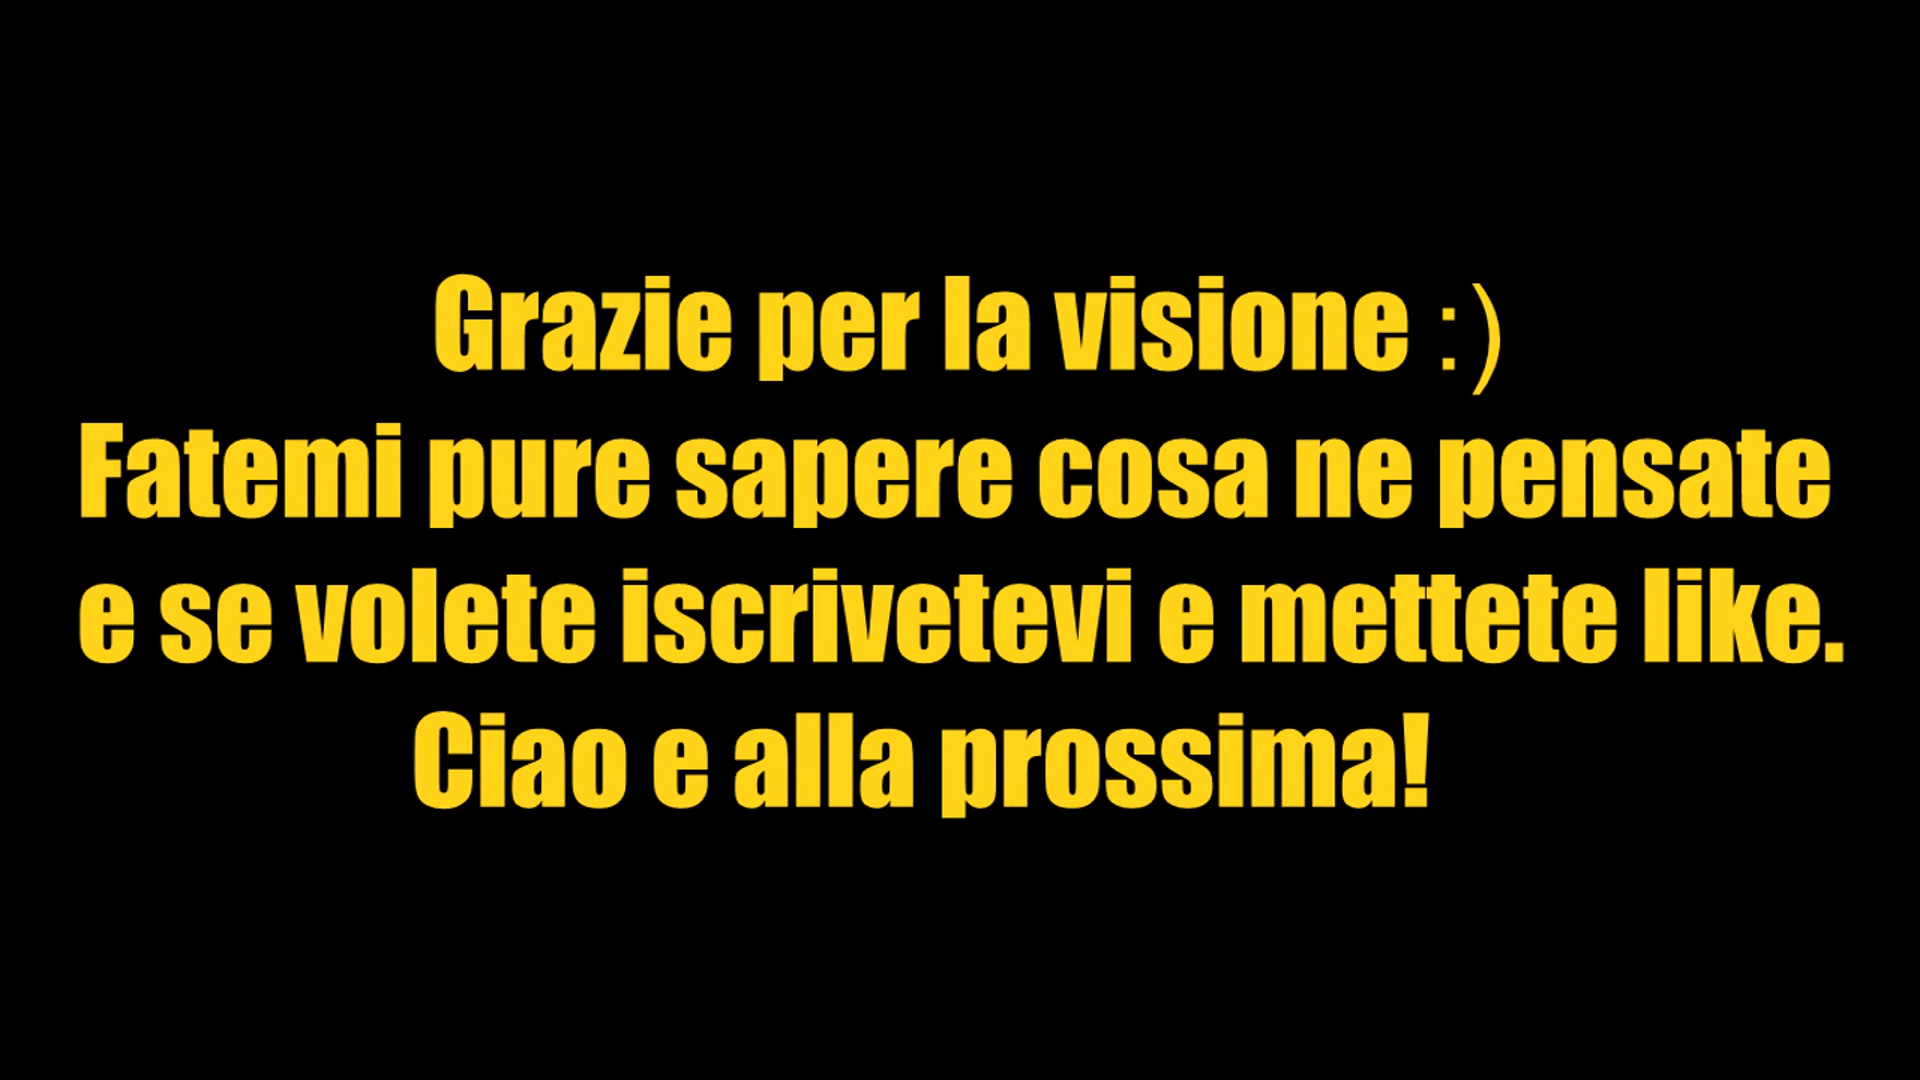 Grazie per la visione :)
Fatemi pure sapere cosa ne pensate
e se volete iscrivetevi e mettete like.
Ciao e alla prossima!